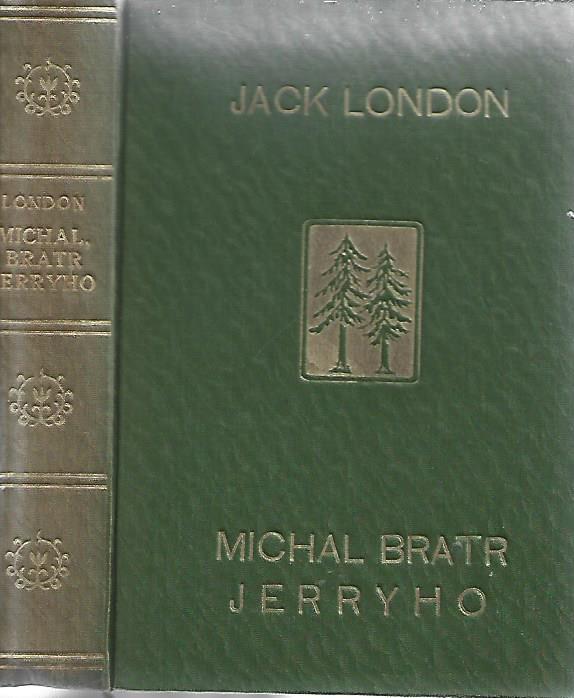 LONDON
MICHAL,
BRATR
JERRYHO
JACK LONDON
MICHAL BRATR
JERRYHO